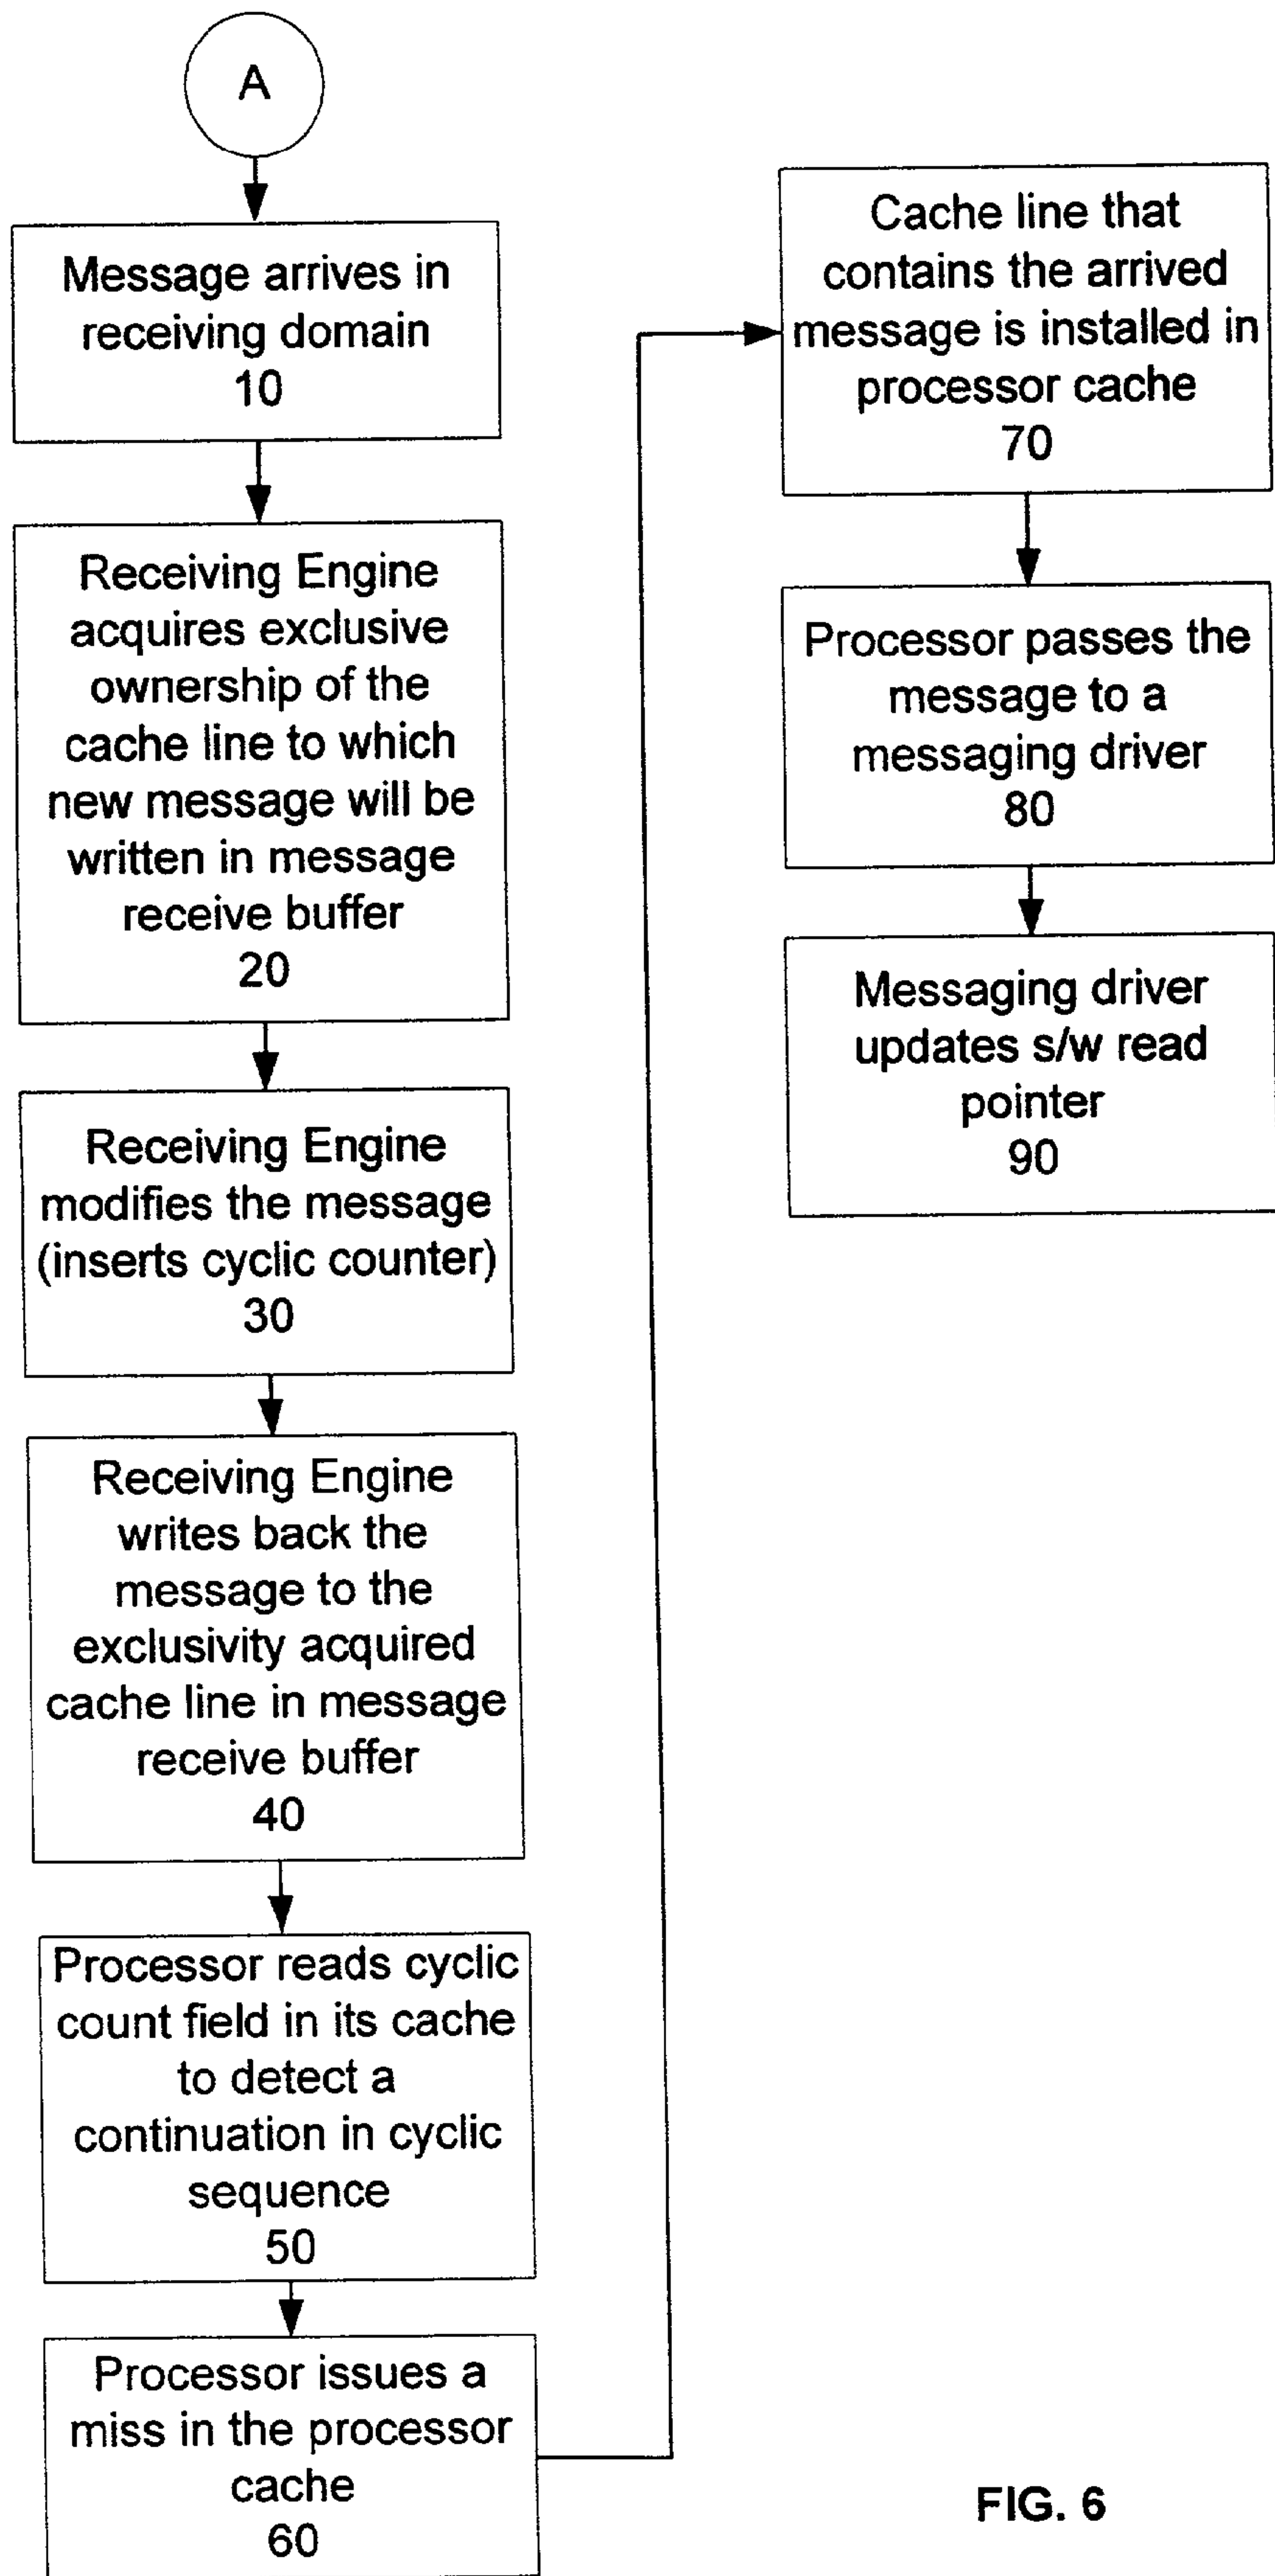 A
Message arrives in
receiving domain
10
Receiving Engine
acquires exclusive
ownership of the
cache line to which
new message will be
written in message
receive buffer
20
Receiving Engine
modifies the message
(inserts cyclic counter)
30
Receiving Engine
writes back the
message to the
exclusivity acquired
cache line in message
receive buffer
40
Processor reads cyclic
count field in its cache
to detect a
continuation in cyclic
sequence
50
Processor issues a
miss in the processor
cache
60
Cache line that
contains the arrived
message is installed in
processor cache
70
Processor passes the
message to a
messaging driver
80
Messaging driver
updates s/w read
pointer
90
FIG. 6